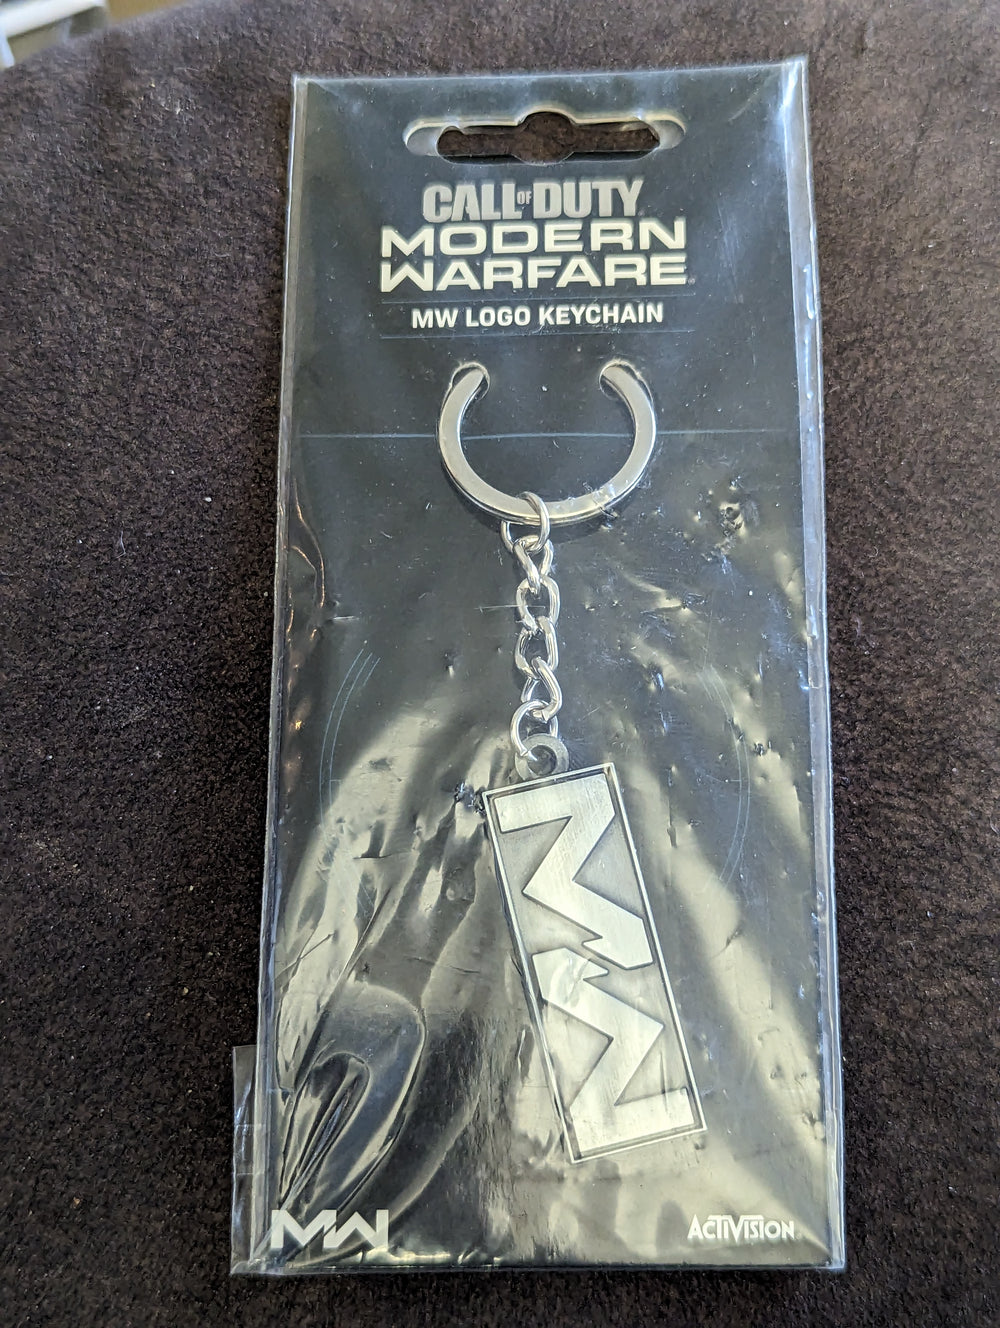 CALL OF DUTY
MODERN
WARFARE
MW LOGO KEYCHAIN
MW
MW
ACTIVISION